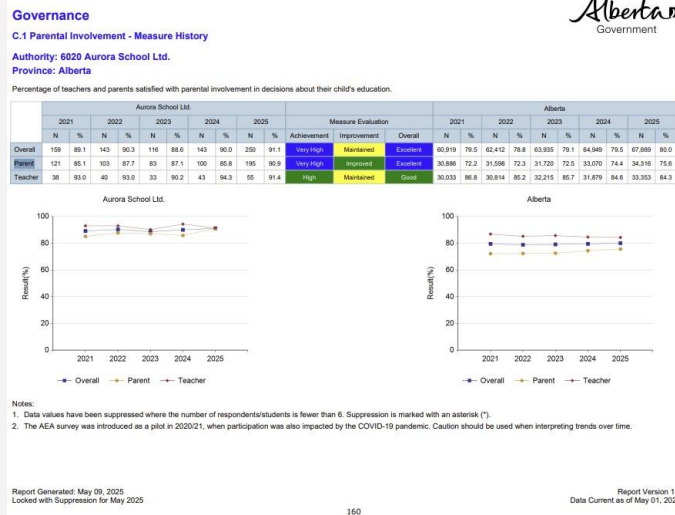 Governance
Alberta
Government
C.1 Parental Involvement - Measure History
Authority: 6020 Aurora School Ltd.
Province: Alberta
Percentage of teachers and parents satisfied with parental involvement in decisions about their child's education.
Aurora School Ltd. Alberta
2021 2022 2023 2024 2025 Measure Evaluation 2021 2022 2023 2024 2025
N % N % N % N % N % Achievement Improvement Overall N % N % N % N % N %
Overall 159 89.1 143 90.3 116 88.6 143 90.0 250 91.1 Very High Maintained Excellent 60,919 79.5 62,412 78.8 63,935 79.1 64,949 79.5 67,669 80.0
Parent 121 85.1 103 87.7 83 87.1 100 85.8 195 90.9 Very High Improved Excellent 30,886 72.2 31,598 72.3 31,720 72.5 33,070 74.4 34,316 75.6
Teacher 38 93.0 40 93.0 33 90.2 43 94.3 55 91.4 High Maintained Good 30,033 86.8 30,814 85.2 32,215 85.7 31,879 84.6 33,353 84.3
Aurora School Ltd.
Result(%)
100
80
60
40
20
0
2021 2022 2023 2024 2025
Overall Parent Teacher
Alberta
Result(%)
100
80
60
40
20
0
2021 2022 2023 2024 2025
Overall Parent Teacher
Notes:
1. Data values have been suppressed where the number of respondents/students is fewer than 6. Suppression is marked with an asterisk (*).
2. The AEA survey was introduced as a pilot in 2020/21, when participation was also impacted by the COVID-19 pandemic. Caution should be used when interpreting trends over time.
Report Generated: May 09, 2025
Locked with Suppression for May 2025
Report Version 1
Data Current as of May 01, 202
160